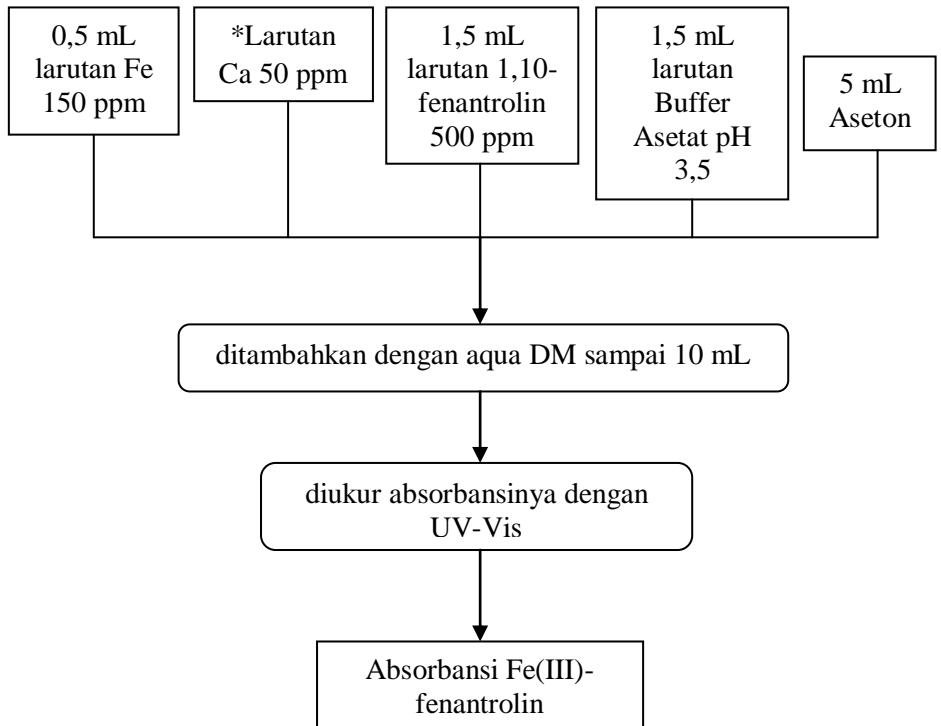 0,5 mL
larutan Fe
150 ppm
*Larutan
Ca 50 ppm
1,5 mL
larutan 1,10-
fenantrolin
500 ppm
1,5 mL
larutan
Buffer
Asetat pH
3,5
5 mL
Aseton
ditambahkan dengan aqua DM sampai 10 mL
diukur absorbansinya dengan
UV-Vis
Absorbansi Fe(III)-
fenantrolin